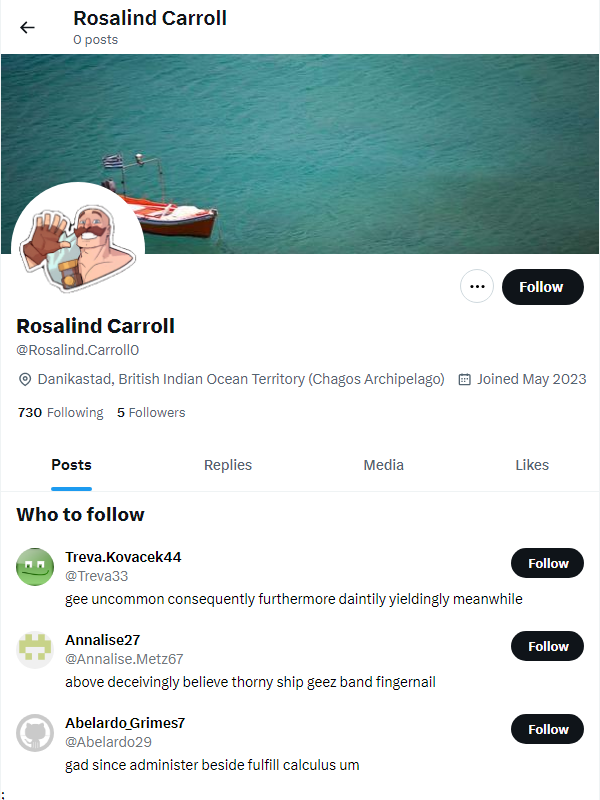 Rosalind Carroll
0 posts
Follow
Rosalind Carroll
@Rosalind.Carroll0
Danikastad, British Indian Ocean Territory (Chagos Archipelago) Joined May 2023
730 Following 5 Followers
Posts Replies Media Likes
Who to follow
Treva.Kovacek44
@Treva33
Follow
gee uncommon consequently furthermore daintily yieldingly meanwhile
Annalise27
@Annalise.Metz67
Follow
above deceivingly believe thorny ship geez band fingernail
Abelardo_Grimes7
@Abelardo29
Follow
gad since administer beside fulfill calculus um
;